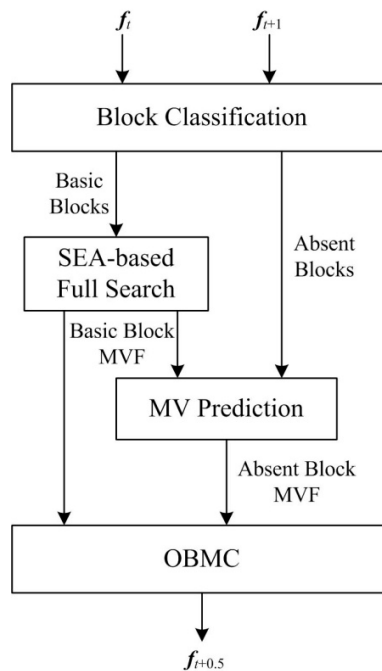 f_t
f_{t+1}
Block Classification
Basic
Blocks
Absent
Blocks
SEA-based
Full Search
Basic Block
MVF
MV Prediction
Absent Block
MVF
OBMC
f_{t+0.5}